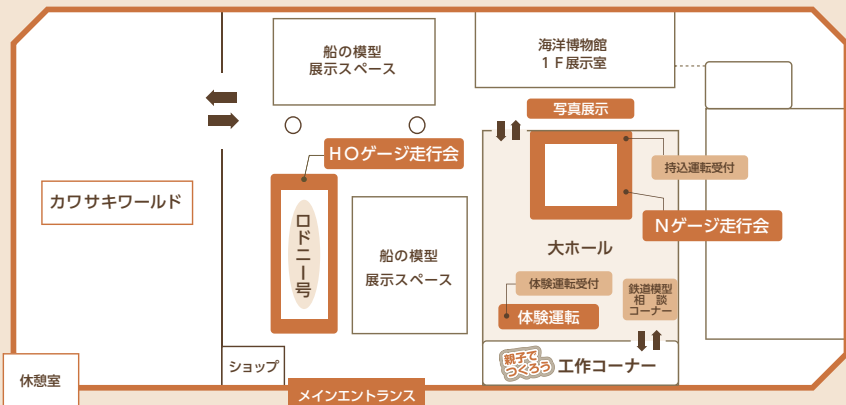 船の模型
展示スペース
海洋博物館
１Ｆ展示室
写真展示
HOゲージ走行会
持込運転受付
カワサキワールド
ロドニー号
Nゲージ走行会
船の模型
展示スペース
大ホール
体験運転受付
鉄道模型
相　談
コーナー
体験運転
親子で
つくろう
工作コーナー
ショップ
休憩室
メインエントランス